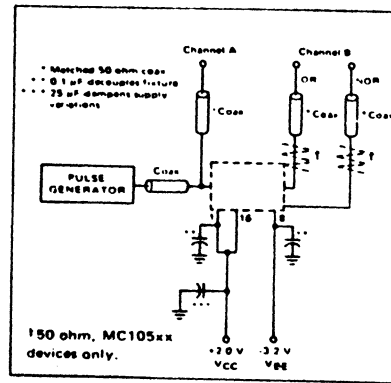 Channel A
Channel B
* Matched 50 ohm coax
** 0.1 µF decouples fixture
*** 25 µF dampens supply
variations
OR
NOR
*Coax
*Coax
*Coax
†
†
PULSE
GENERATOR
Coax
16
8
**
**
***
†50 ohm, MC105xx
devices only.
+2.0 V
VCC
-3.2 V
VEE